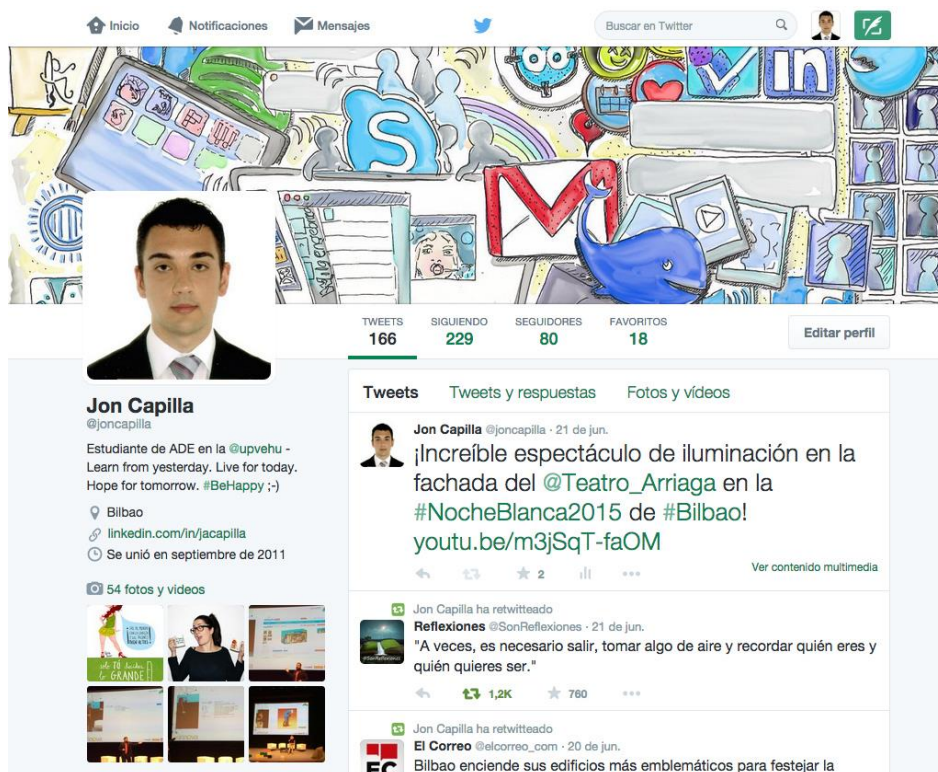 Inicio
Notificaciones
Mensajes
Buscar en Twitter
in
TWEETS
166
SIGUIENDO
229
SEGUIDORES
80
FAVORITOS
18
Editar perfil
Jon Capilla
@joncapilla
Estudiante de ADE en la @upvehu -
Learn from yesterday. Live for today.
Hope for tomorrow. #BeHappy ;-)
Bilbao
linkedin.com/in/jacapilla
Se unió en septiembre de 2011
54 fotos y videos
Tweets
Tweets y respuestas
Fotos y vídeos
Jon Capilla @joncapilla · 21 de jun.
¡Increíble espectáculo de iluminación en la
fachada del @Teatro_Arriaga en la
#NocheBlanca2015 de #Bilbao!
youtu.be/m3jSqT-faOM
2
Ver contenido multimedia
Jon Capilla ha retwitteado
Reflexiones @SonReflexiones · 21 de jun.
"A veces, es necesario salir, tomar algo de aire y recordar quién eres y
quién quieres ser."
1,2K
760
Jon Capilla ha retwitteado
El Correo @elcorreo_com · 20 de jun.
Bilbao enciende sus edificios más emblemáticos para festejar la
EC